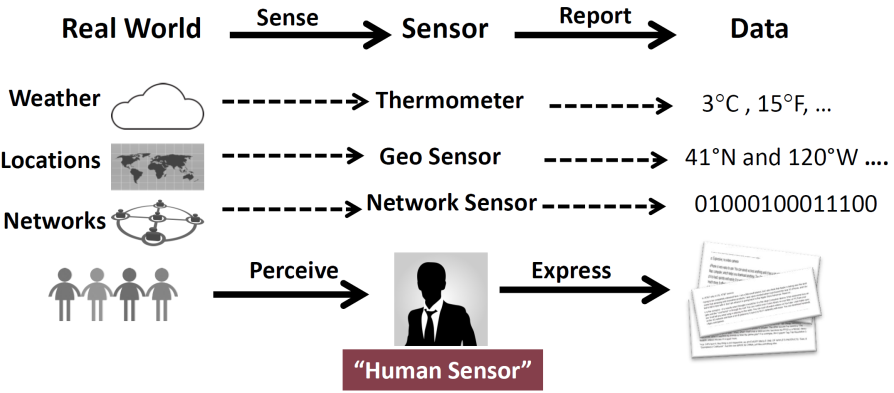 Real World Sense Sensor Report Data
Weather Thermometer 3°C , 15°F, ...
Locations Geo Sensor 41°N and 120°W ....
Networks Network Sensor 01000100011100
Perceive Express
“Human Sensor”